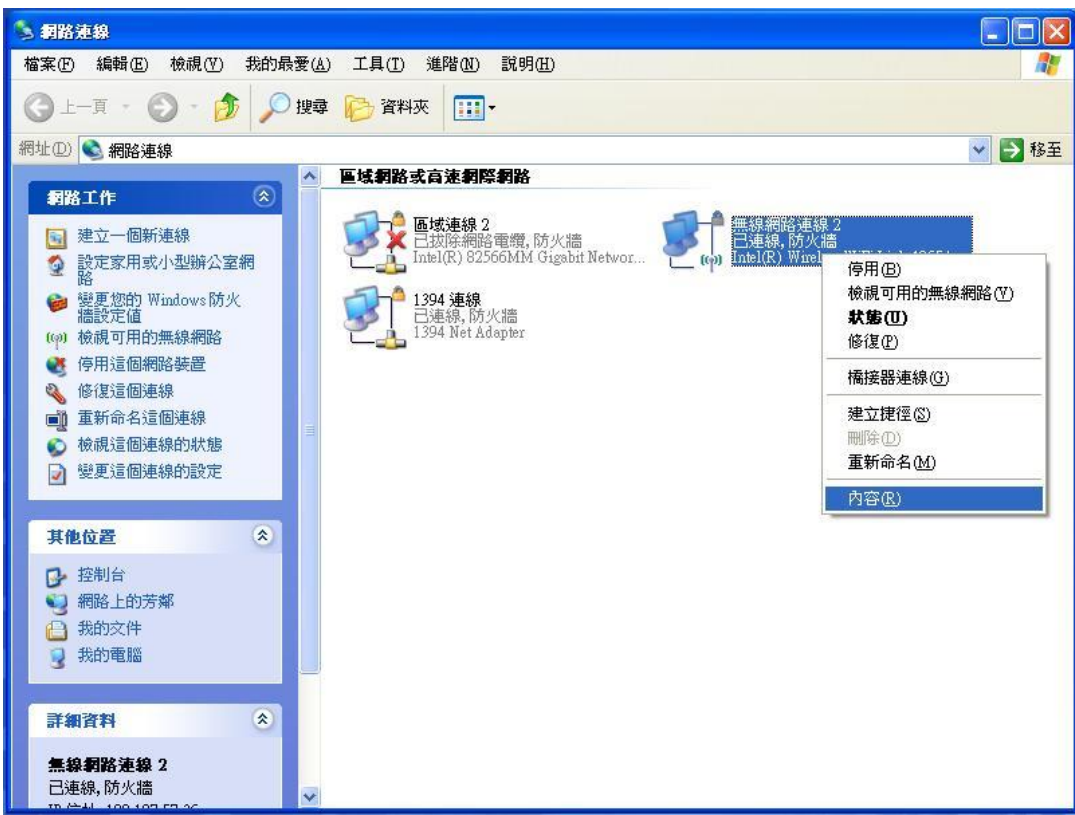 網路連線
檔案(F) 編輯(E) 檢視(V) 我的最愛(A) 工具(T) 進階(N) 說明(H)
上一頁 搜尋 資料夾
網址(D) 網路連線 移至
網路工作
建立一個新連線
設定家用或小型辦公室網
路
變更您的 Windows 防火
牆設定值
檢視可用的無線網路
停用這個網路裝置
修復這個連線
重新命名這個連線
檢視這個連線的狀態
變更這個連線的設定
其他位置
控制台
網路上的芳鄰
我的文件
我的電腦
詳細資料
無線網路連線 2
已連線, 防火牆
區域網路或高速網際網路
區域連線 2
已拔除網路電纜, 防火牆
Intel(R) 82566MM Gigabit Networ...
1394 連線
已連線, 防火牆
1394 Net Adapter
無線網路連線 2
已連線, 防火牆
Intel(R)
停用(B)
檢視可用的無線網路(V)
狀態(U)
修復(P)
橋接器連線(G)
建立捷徑(S)
刪除(D)
重新命名(M)
內容(R)